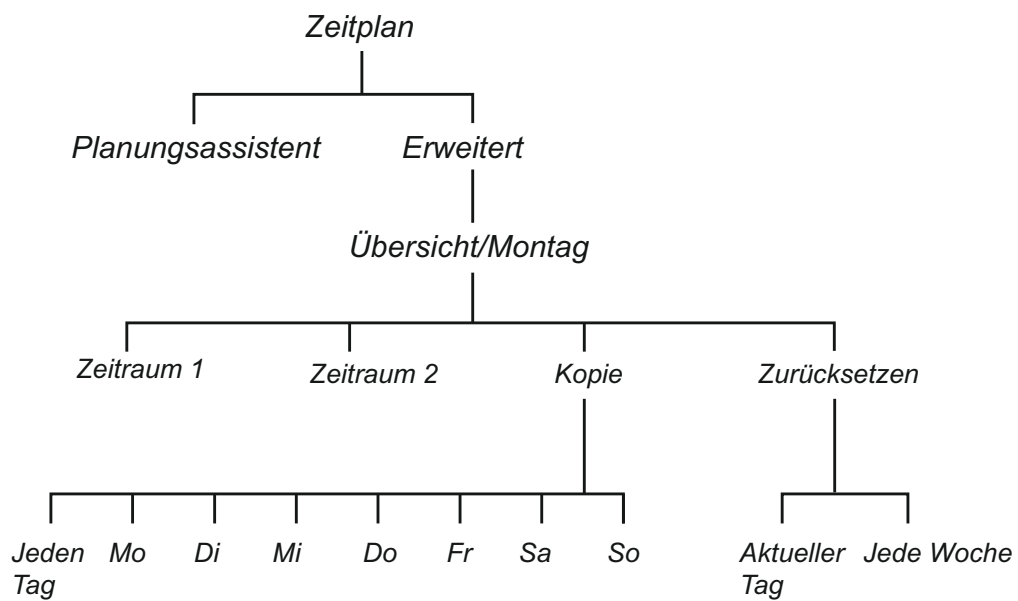 Zeitplan
Planungsassistent
Erweitert
Übersicht/Montag
Zeitraum 1
Zeitraum 2
Kopie
Zurücksetzen
Jeden
Tag
Mo
Di
Mi
Do
Fr
Sa
So
Aktueller
Tag
Jede Woche